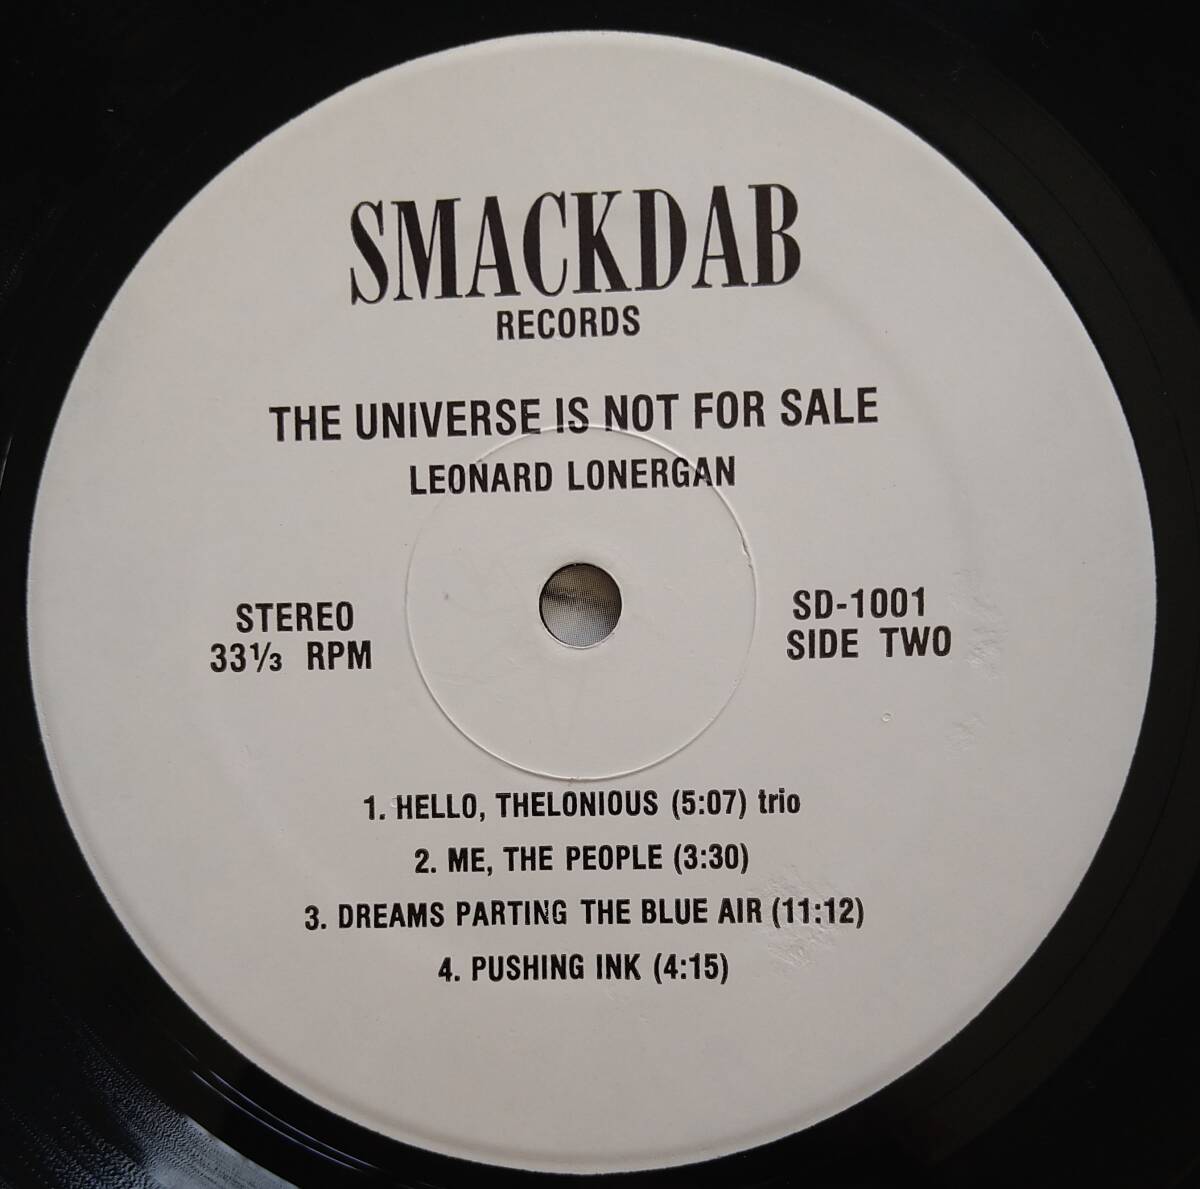 SMACKDAB
RECORDS
THE UNIVERSE IS NOT FOR SALE
LEONARD LONERGAN
STEREO
33⅓ RPM
SD-1001
SIDE TWO
1. HELLO, THELONIOUS (5:07) trio
2. ME, THE PEOPLE (3:30)
3. DREAMS PARTING THE BLUE AIR (11:12)
4. PUSHING INK (4:15)